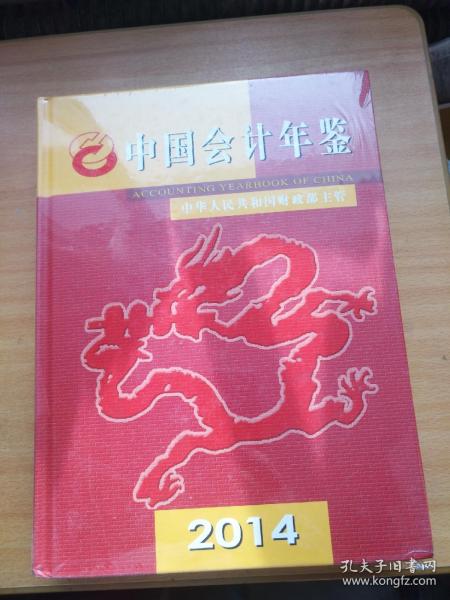 中国会计年鉴
ACCOUNTING YEARBOOK OF CHINA
中华人民共和国财政部主管
2014
孔夫子旧书网
www.kongfz.com